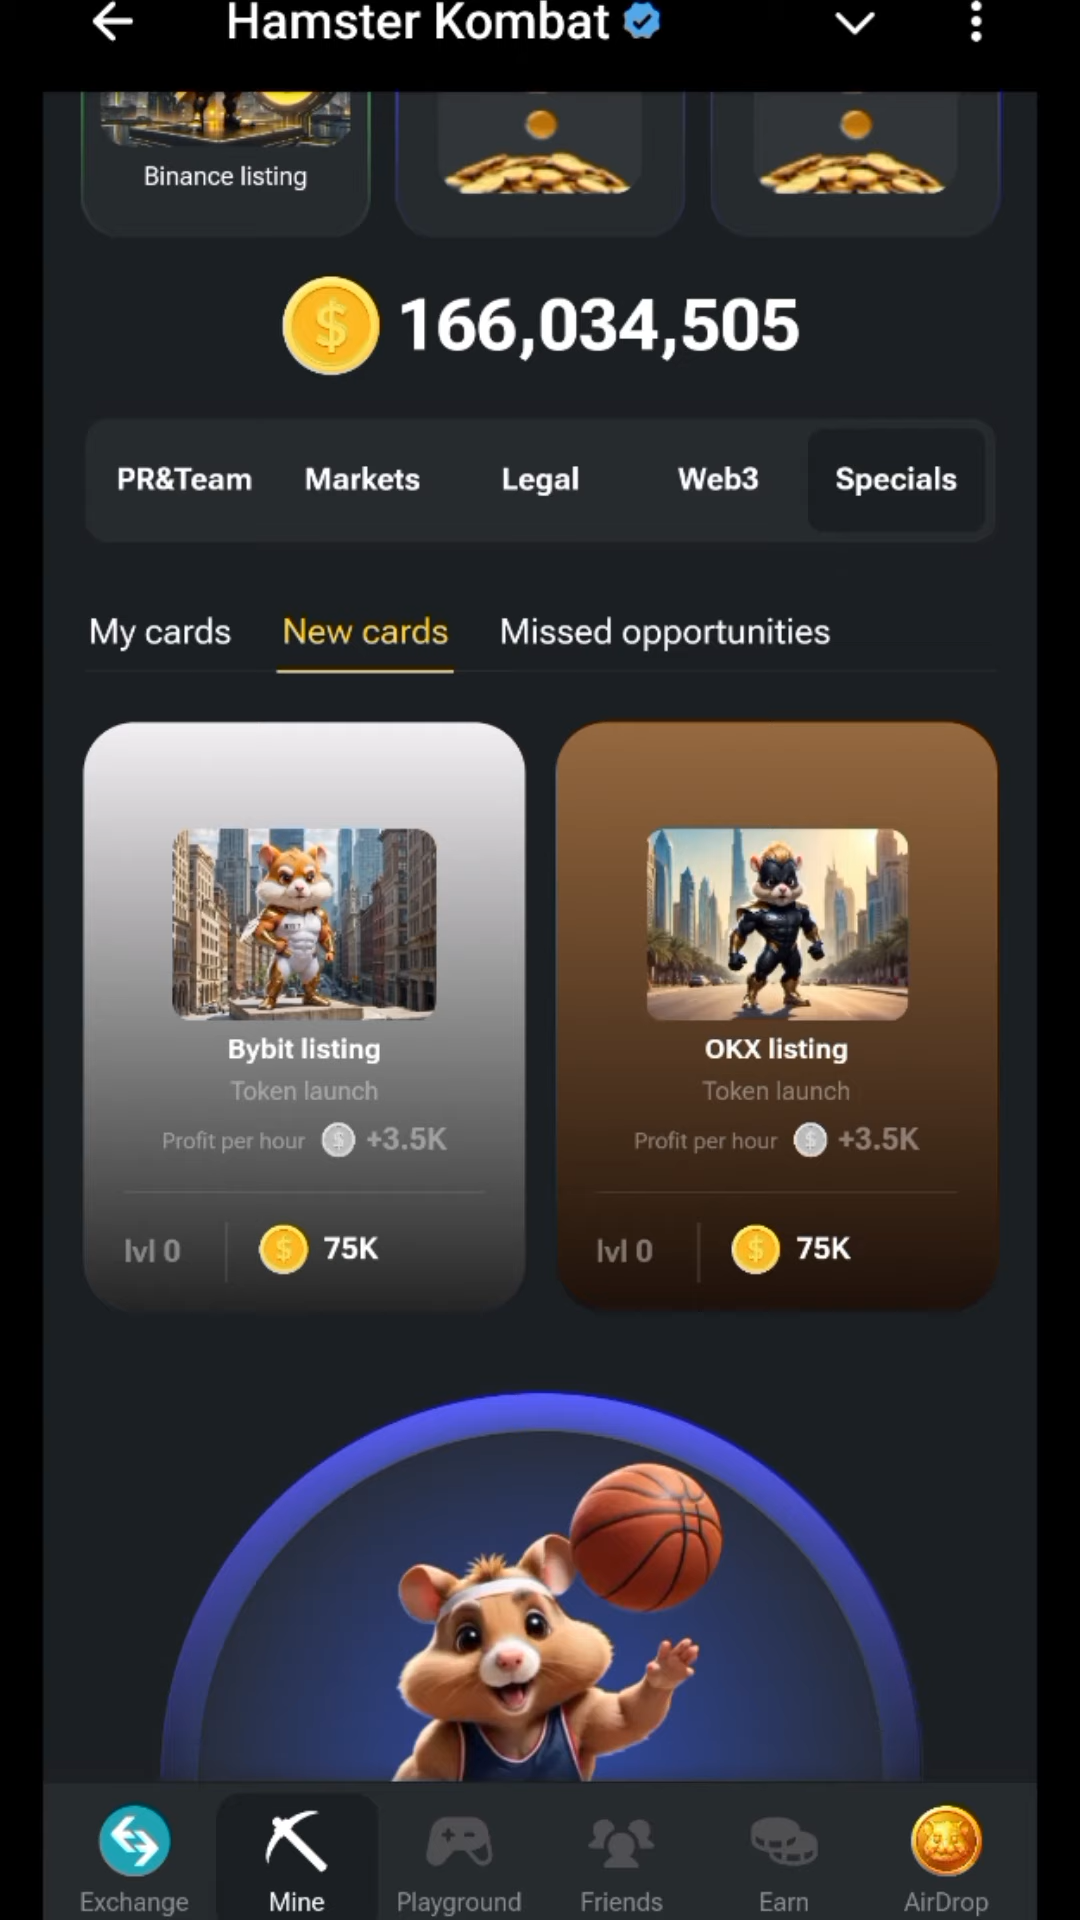 Hamster Kombat
Binance listing
166,034,505
PR&Team Markets Legal Web3 Specials
My cards New cards Missed opportunities
Bybit listing
Token launch
Profit per hour +3.5K
lvl 0 75K
OKX listing
Token launch
Profit per hour +3.5K
lvl 0 75K
Exchange Mine Playground Friends Earn AirDrop